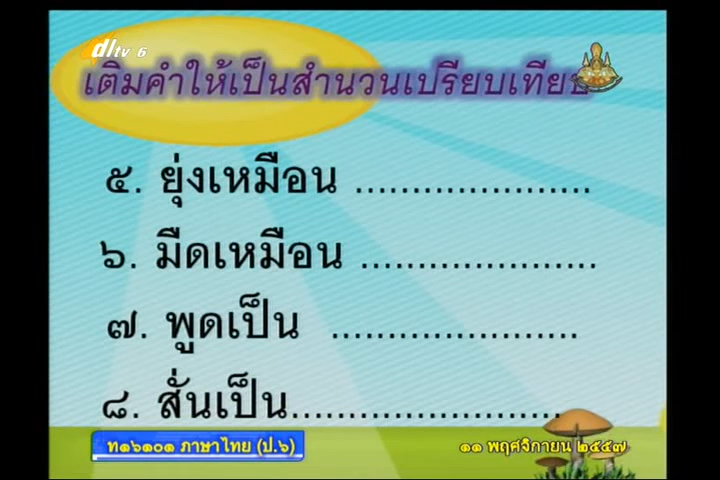 dltv 6
เติมคำให้เป็นสำนวนเปรียบเทียบ
๕. ยุ่งเหมือน .....................
๖. มืดเหมือน .....................
๗. พูดเป็น ......................
๘. สั่นเป็น........................
ท๑๖๑๐๑ ภาษาไทย (ป.๖)
๑๑ พฤศจิกายน ๒๕๕๗